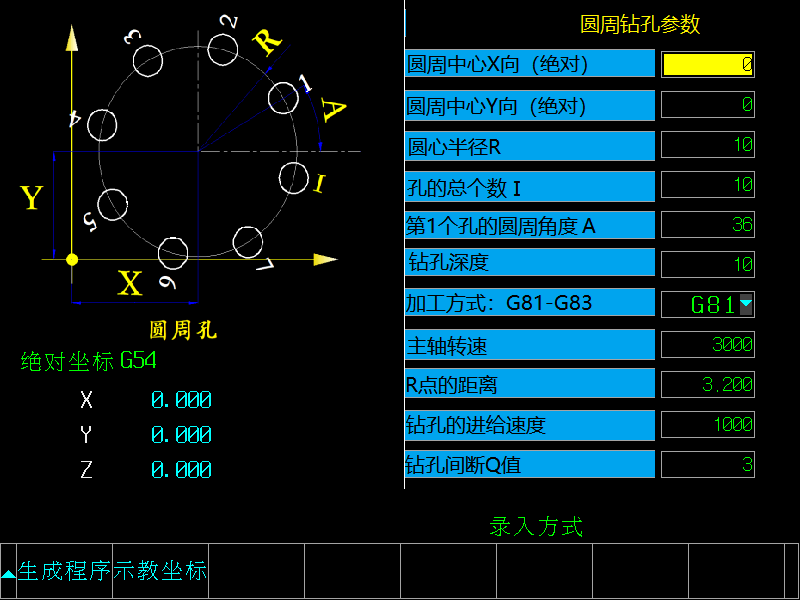 圆周钻孔参数
2
3
R
1
A
4
I
Y
5
6
7
X
圆周孔
绝对坐标 G54
X 0.000
Y 0.000
Z 0.000
圆周中心X向 (绝对) 0
圆周中心Y向 (绝对) 0
圆心半径R 10
孔的总个数 I 10
第1个孔的圆周角度 A 36
钻孔深度 10
加工方式：G81-G83 G81
主轴转速 3000
R点的距离 3.200
钻孔的进给速度 1000
钻孔间断Q值 3
录入方式
生成程序 示教坐标